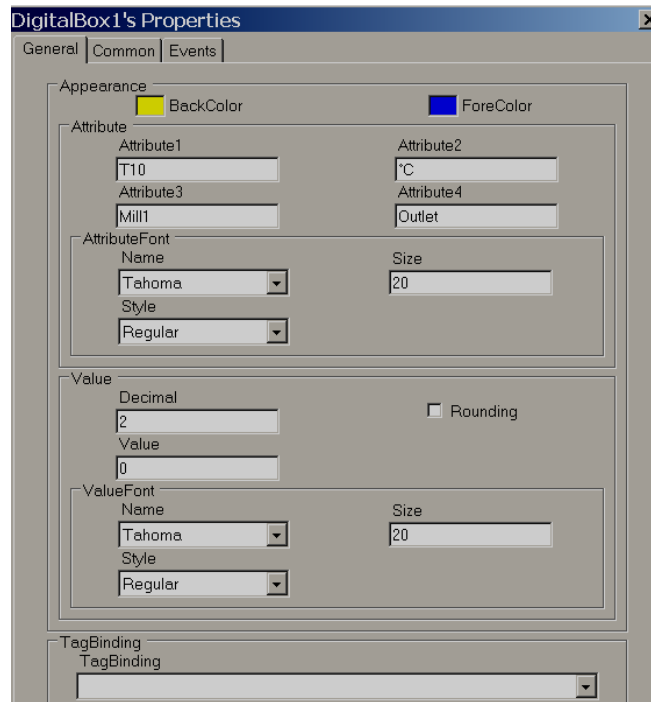 DigitalBox1's Properties
General Common Events
Appearance
BackColor ForeColor
Attribute
Attribute1 Attribute2
T10 °C
Attribute3 Attribute4
Mill1 Outlet
AttributeFont
Name Size
Tahoma 20
Style
Regular
Value
Decimal
2 Rounding
Value
0
ValueFont
Name Size
Tahoma 20
Style
Regular
TagBinding
TagBinding